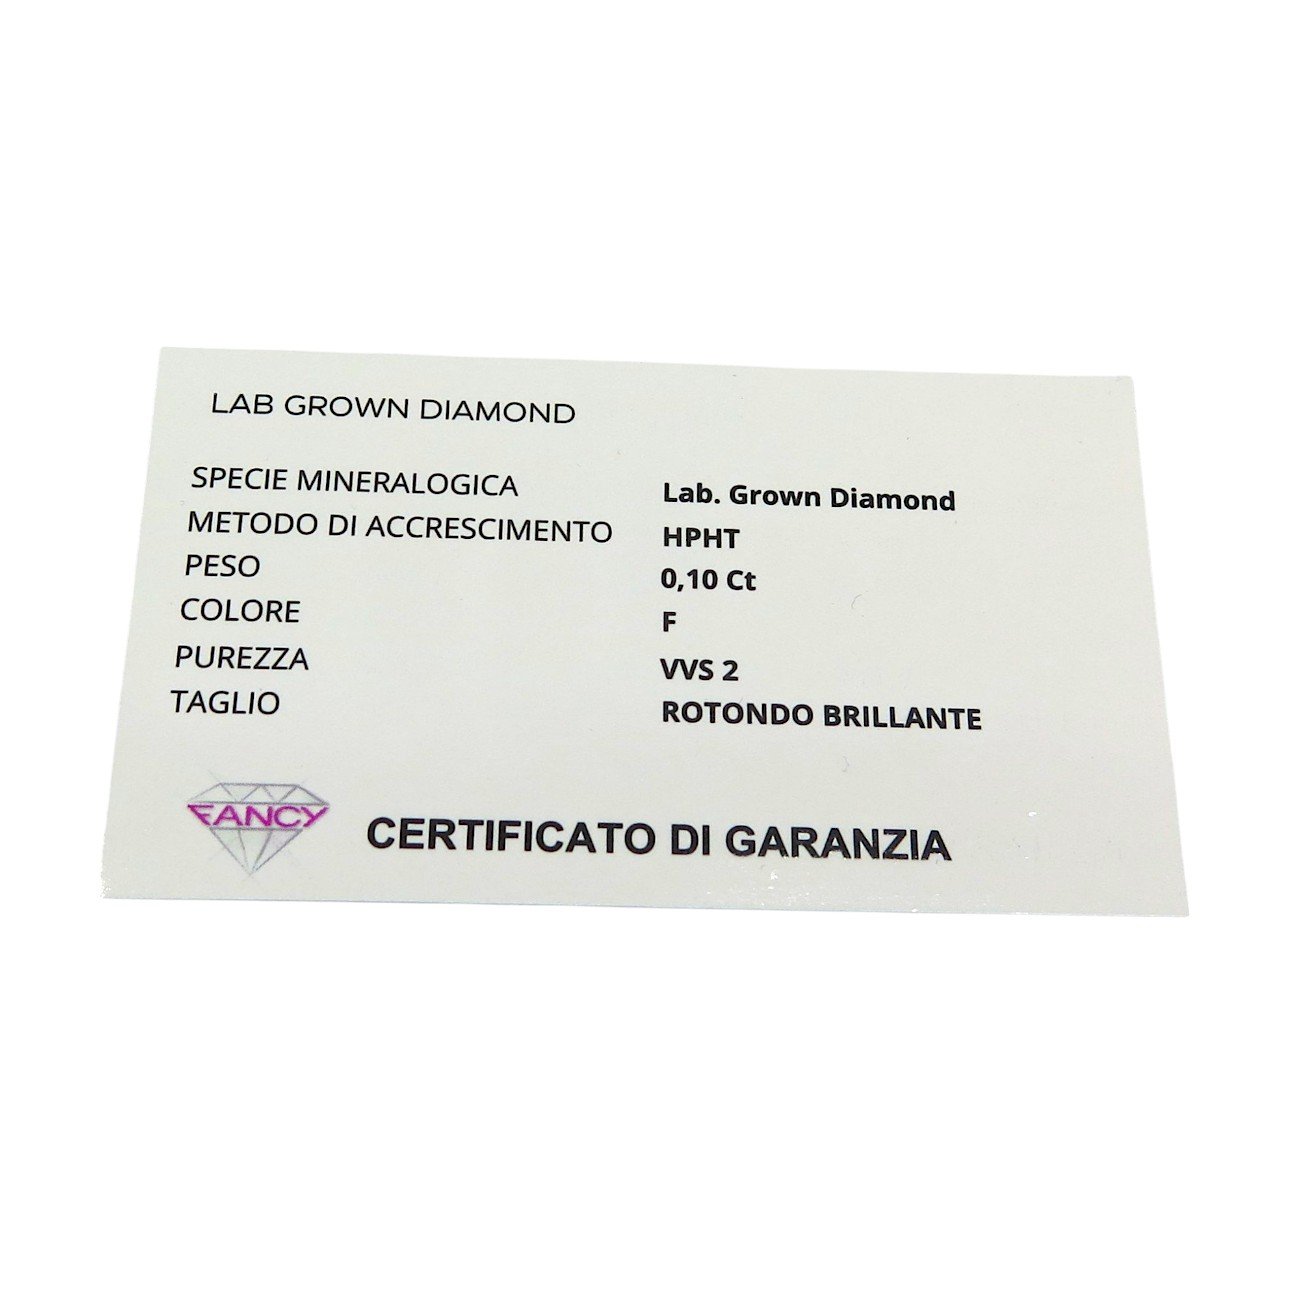 LAB GROWN DIAMOND
SPECIE MINERALOGICA Lab. Grown Diamond
METODO DI ACCRESCIMENTO HPHT
PESO 0,10 Ct
COLORE F
PUREZZA VVS 2
TAGLIO ROTONDO BRILLANTE
FANCY CERTIFICATO DI GARANZIA